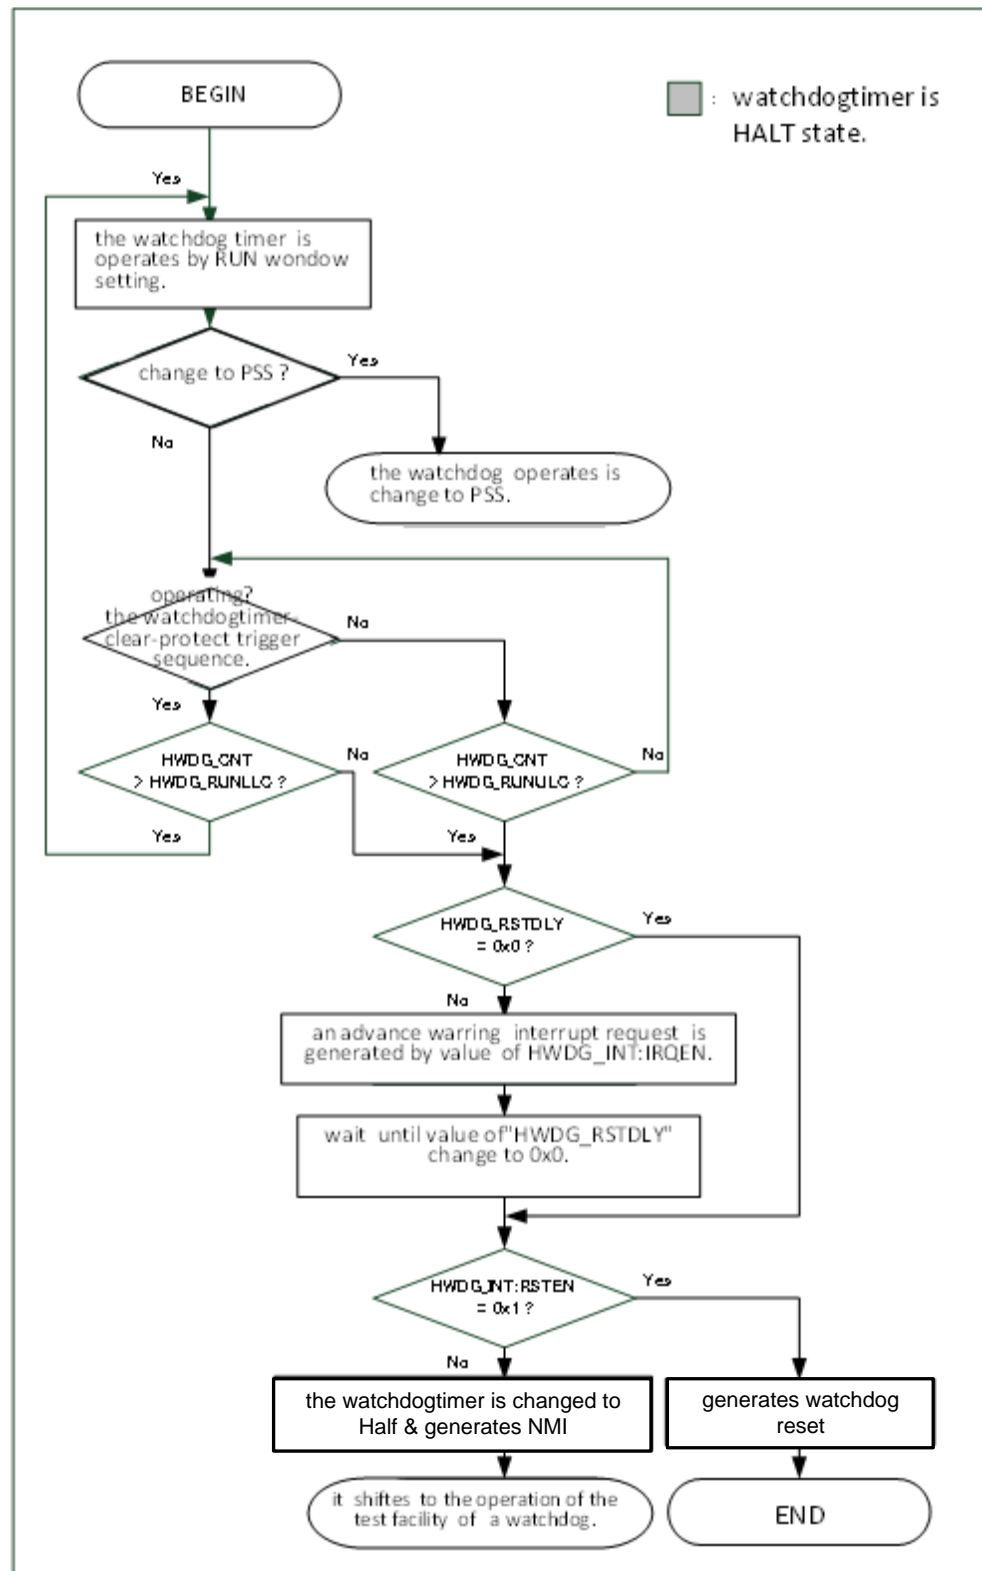 BEGIN
: watchdogtimer is
HALT state.
Yes
the watchdog timer is
operates by RUN wondow
setting.
change to PSS ?
Yes
No
the watchdog operates is
change to PSS.
operating?
the watchdogtimer-
clear-protect trigger
sequence.
No
Yes
HWDG_CNT
> HWDG_RUNLLC ?
No
HWDG_CNT
> HWDG_RUNULC ?
No
Yes
Yes
HWDG_RSTDLY
= 0x0 ?
Yes
No
an advance warring interrupt request is
generated by value of HWDG_INT:IRQEN.
wait until value of"HWDG_RSTDLY"
change to 0x0.
HWDG_INT:RSTEN
= 0x1 ?
Yes
No
the watchdogtimer is changed to
Half & generates NMI
generates watchdog
reset
it shiftes to the operation of the
test facility of a watchdog.
END